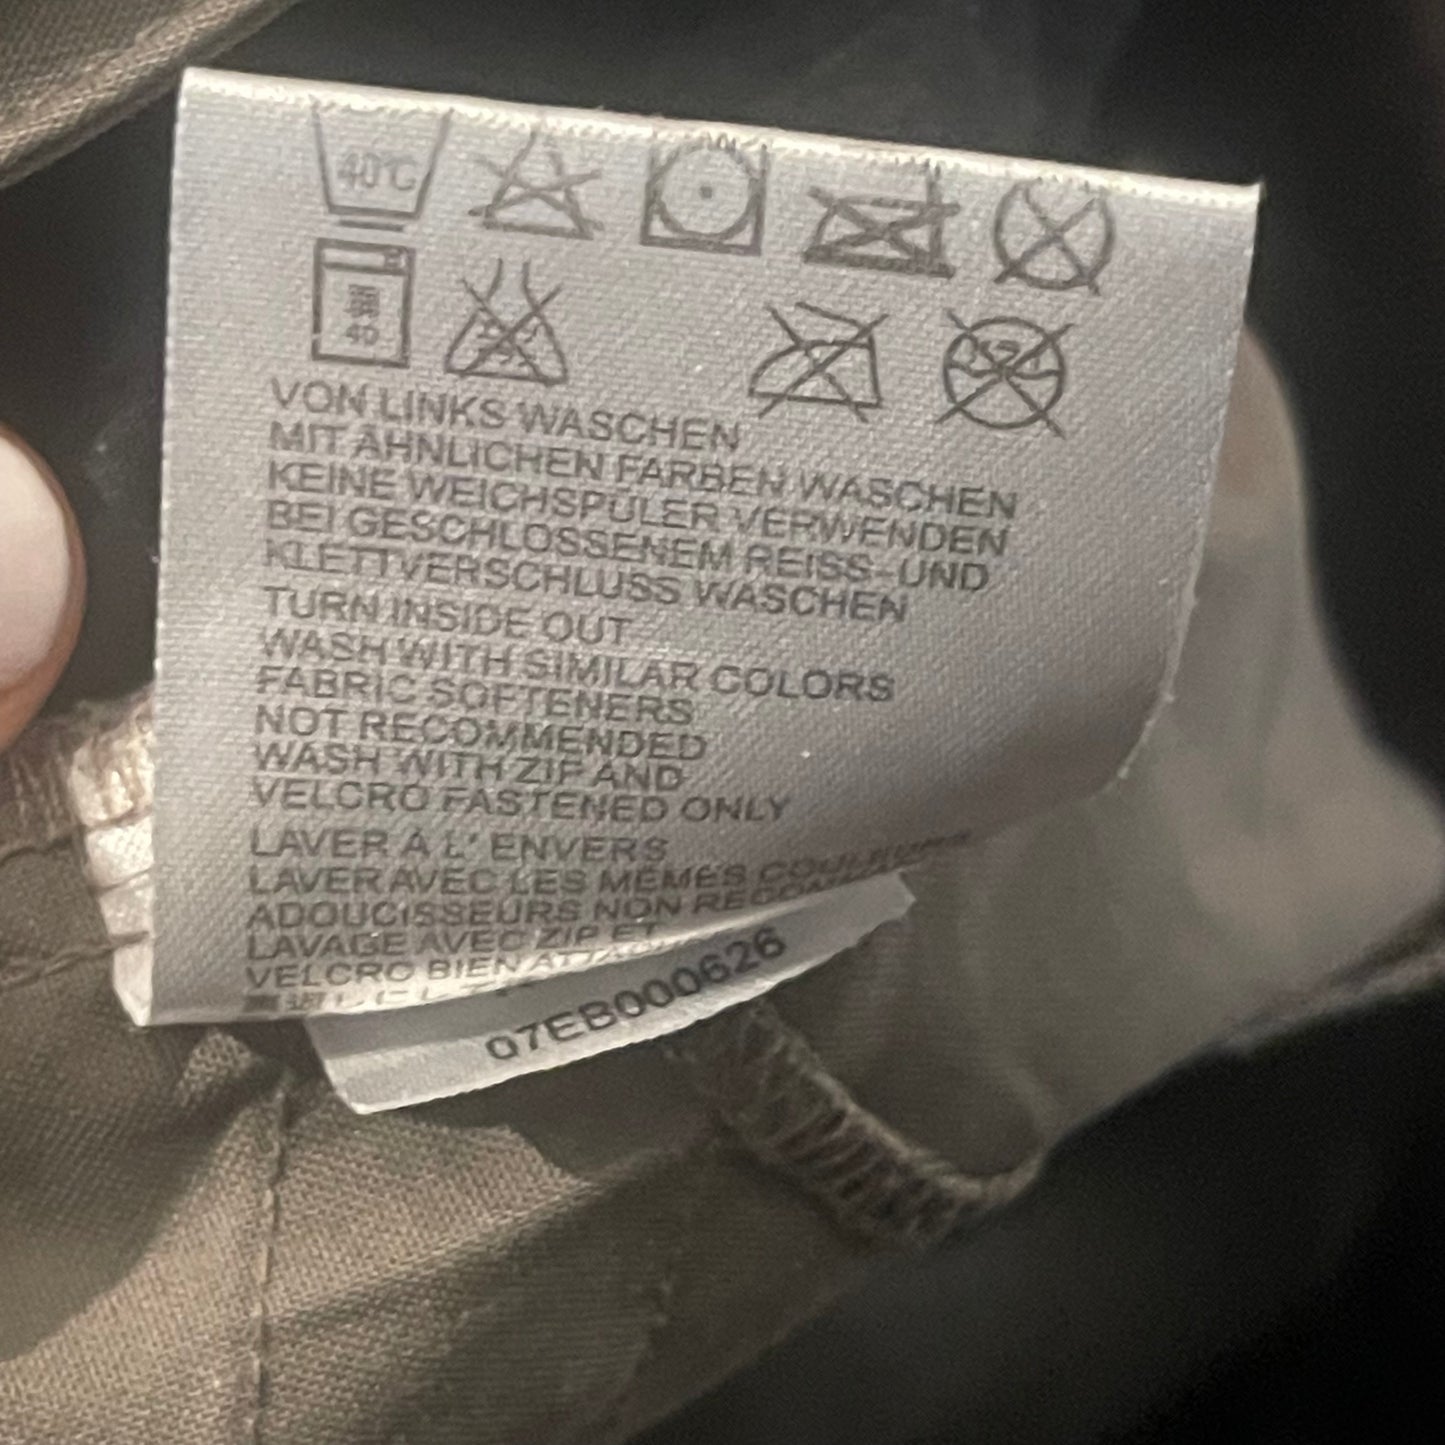 40°C
40
VON LINKS WASCHEN
MIT ÄHNLICHEN FARBEN WASCHEN
KEINE WEICHSPÜLER VERWENDEN
BEI GESCHLOSSENEM REISS-UND
KLETTVERSCHLUSS WASCHEN
TURN INSIDE OUT
WASH WITH SIMILAR COLORS
FABRIC SOFTENERS
NOT RECOMMENDED
WASH WITH ZIP AND
VELCRO FASTENED ONLY
LAVER À L' ENVERS
LAVER AVEC LES MÊMES COULEURS
ADOUCISSEURS NON
LAVAGE AVEC ZIP ET
VELCRO BIEN
07EB000626